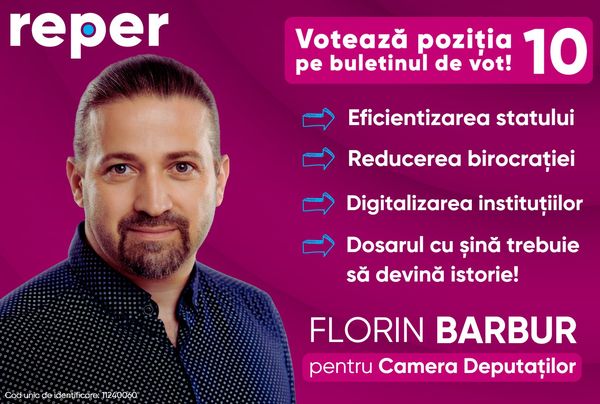 reper
Votează poziția 10
pe buletinul de vot!
Eficientizarea statului
Reducerea birocrației
Digitalizarea instituțiilor
Dosarul cu șină trebuie
să devină istorie!
FLORIN BARBUR
pentru Camera Deputaților
Cod unic de identificare: 11240060